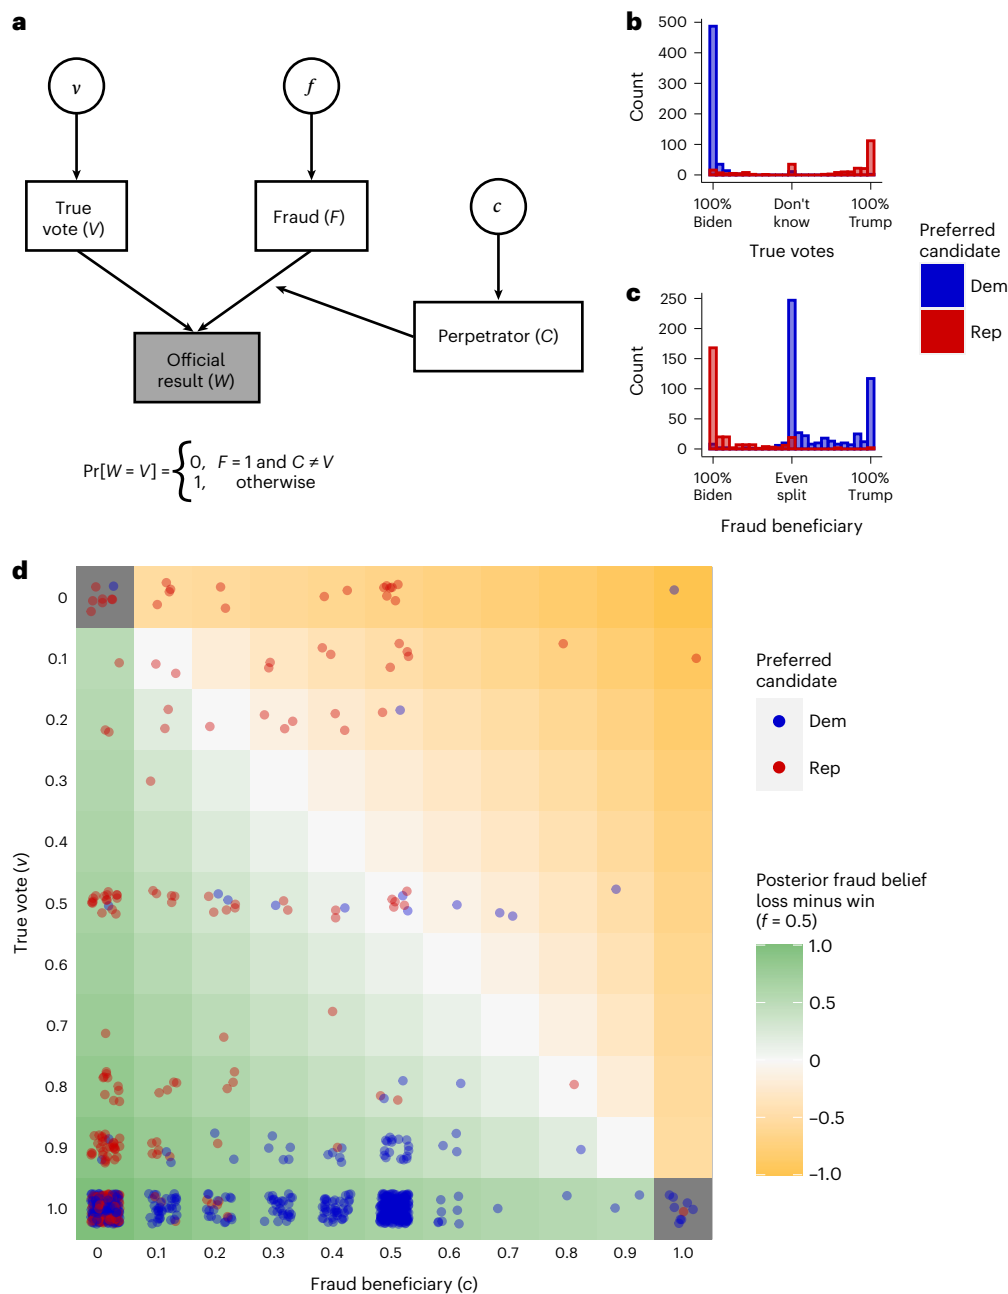 a
v
f
c
True
vote (V)
Fraud (F)
Perpetrator (C)
Official
result (W)
Pr[W = V] = { 0, F = 1 and C ≠ V
1, otherwise
b
500
400
300
200
100
0
Count
100%
Biden
Don't
know
100%
Trump
True votes
c
250
200
150
100
50
0
Count
100%
Biden
Even
split
100%
Trump
Fraud beneficiary
Preferred
candidate
Dem
Rep
d
True vote (v)
0
0.1
0.2
0.3
0.4
0.5
0.6
0.7
0.8
0.9
1.0
0 0.1 0.2 0.3 0.4 0.5 0.6 0.7 0.8 0.9 1.0
Fraud beneficiary (c)
Preferred
candidate
Dem
Rep
Posterior fraud belief
loss minus win
(f = 0.5)
1.0
0.5
0
−0.5
−1.0